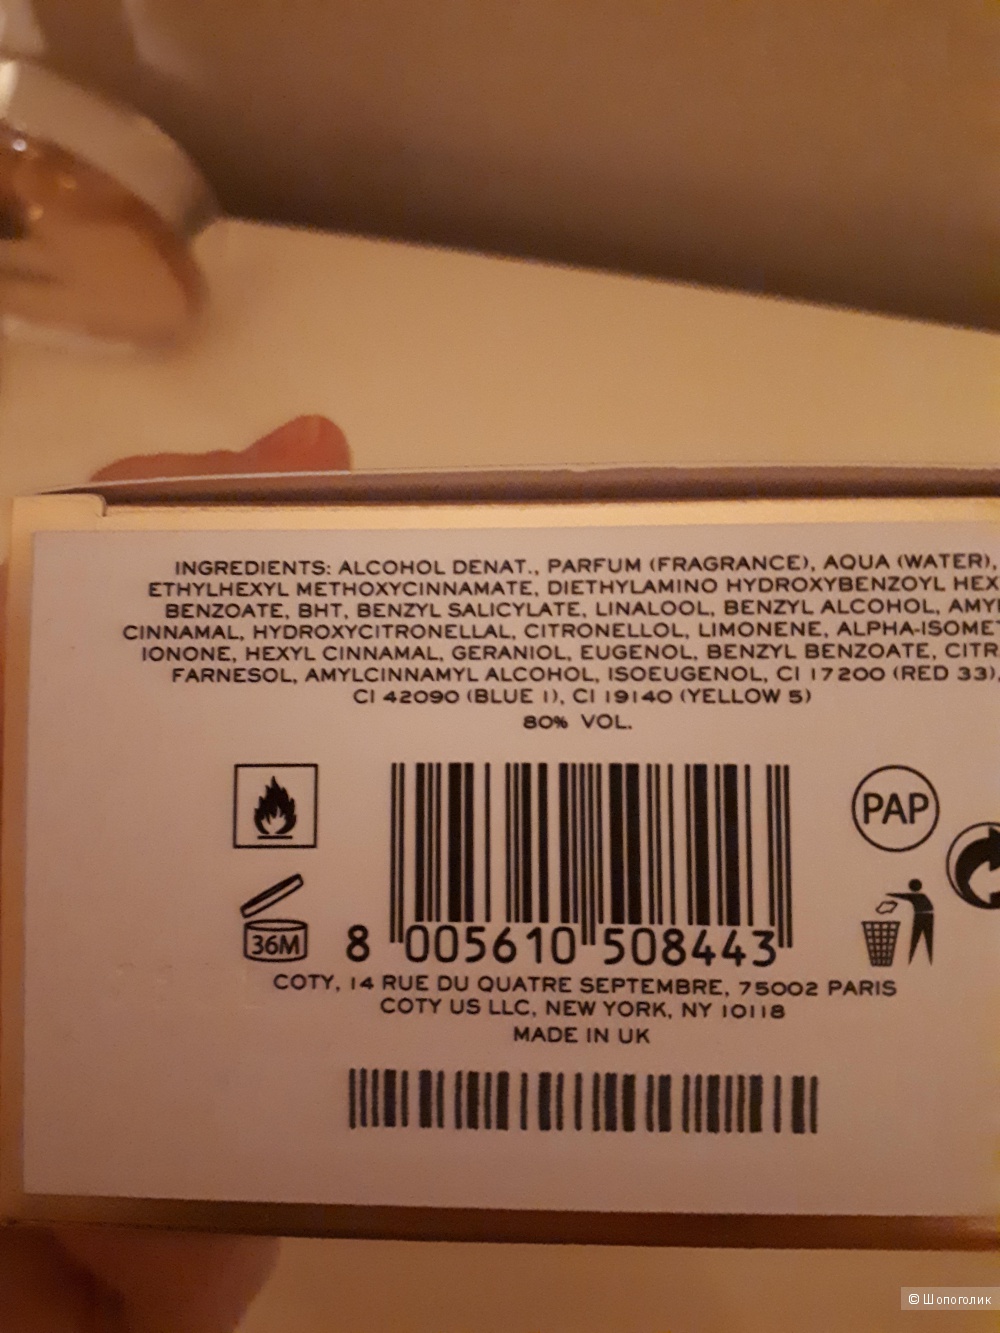 INGREDIENTS: ALCOHOL DENAT., PARFUM (FRAGRANCE), AQUA (WATER),
ETHYLHEXYL METHOXYCINNAMATE, DIETHYLAMINO HYDROXYBENZOYL HEX
BENZOATE, BHT, BENZYL SALICYLATE, LINALOOL, BENZYL ALCOHOL, AMY
CINNAMAL, HYDROXYCITRONELLAL, CITRONELLOL, LIMONENE, ALPHA-ISOMET
IONONE, HEXYL CINNAMAL, GERANIOL, EUGENOL, BENZYL BENZOATE, CITR
FARNESOL, AMYLCINNAMYL ALCOHOL, ISOEUGENOL, CI 17200 (RED 33),
CI 42090 (BLUE 1), CI 19140 (YELLOW 5)
80% VOL.
PAP
36M
8 005610 508443
COTY, 14 RUE DU QUATRE SEPTEMBRE, 75002 PARIS
COTY US LLC, NEW YORK, NY 10118
MADE IN UK
© Шопоголик